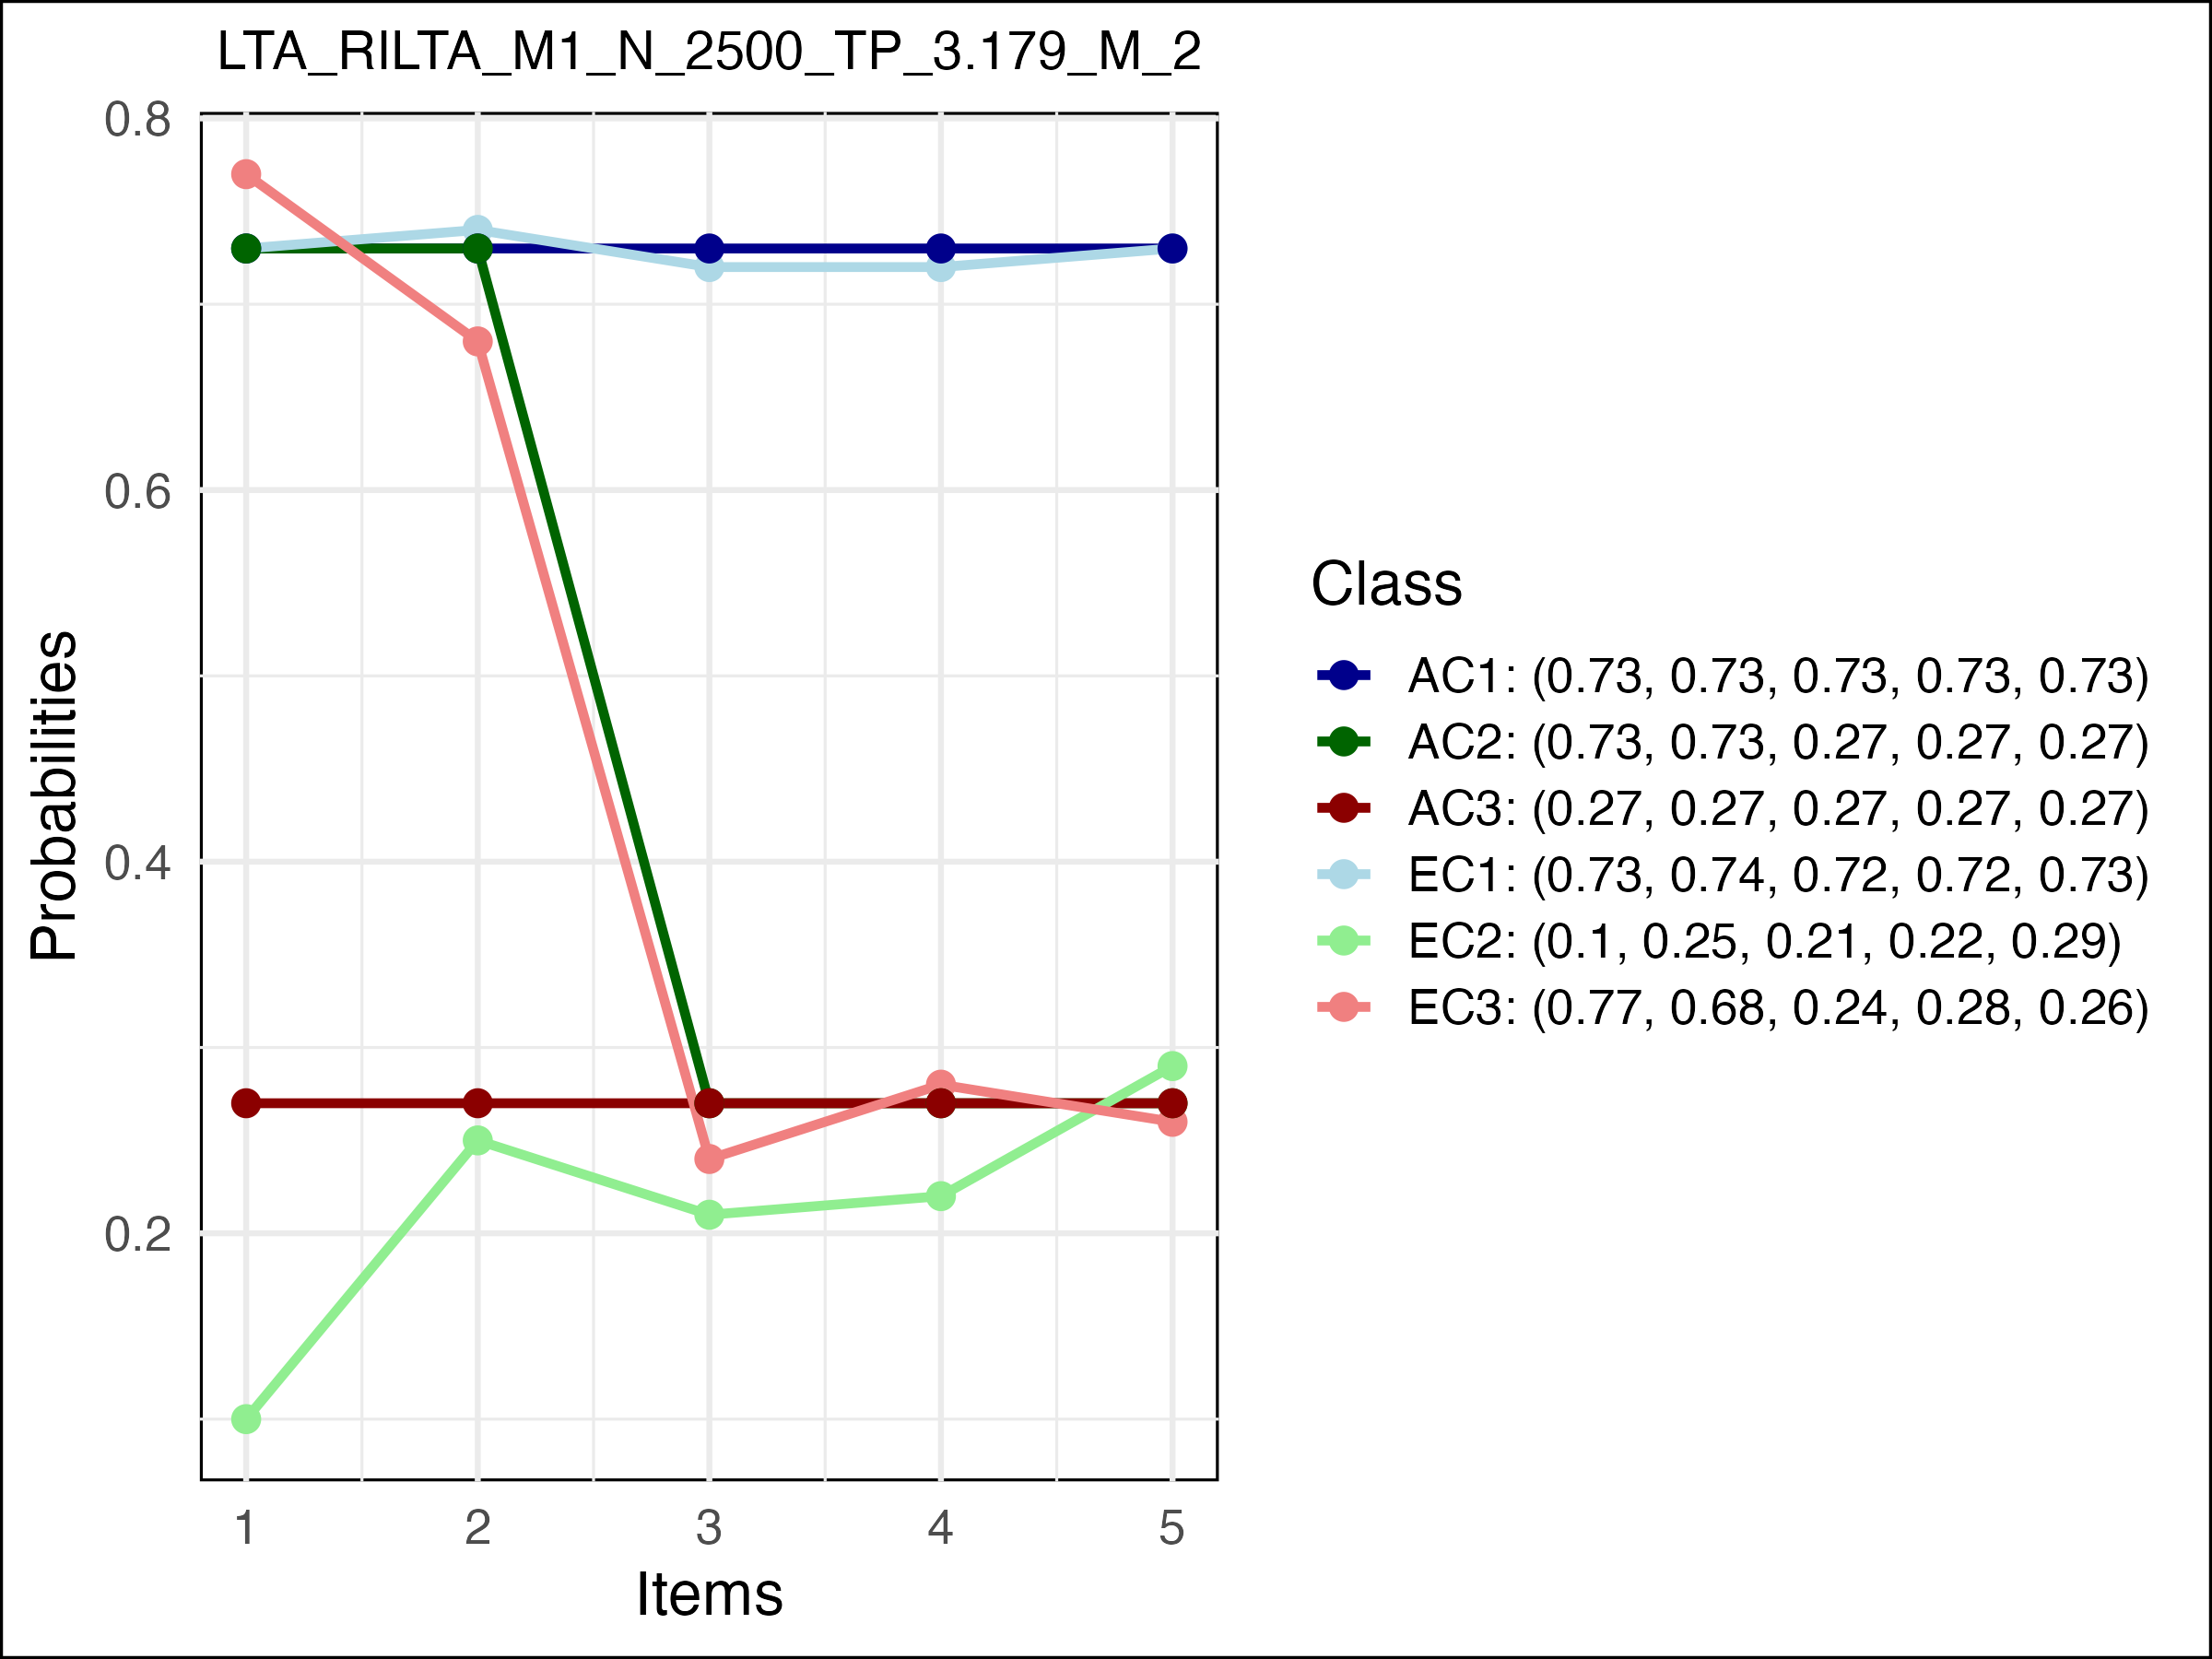 LTA_RILTA_M1_N_2500_TP_3.179_M_2
0.8
0.6
0.4
0.2
Probabilities
1 2 3 4 5
Items
Class
AC1: (0.73, 0.73, 0.73, 0.73, 0.73)
AC2: (0.73, 0.73, 0.27, 0.27, 0.27)
AC3: (0.27, 0.27, 0.27, 0.27, 0.27)
EC1: (0.73, 0.74, 0.72, 0.72, 0.73)
EC2: (0.1, 0.25, 0.21, 0.22, 0.29)
EC3: (0.77, 0.68, 0.24, 0.28, 0.26)